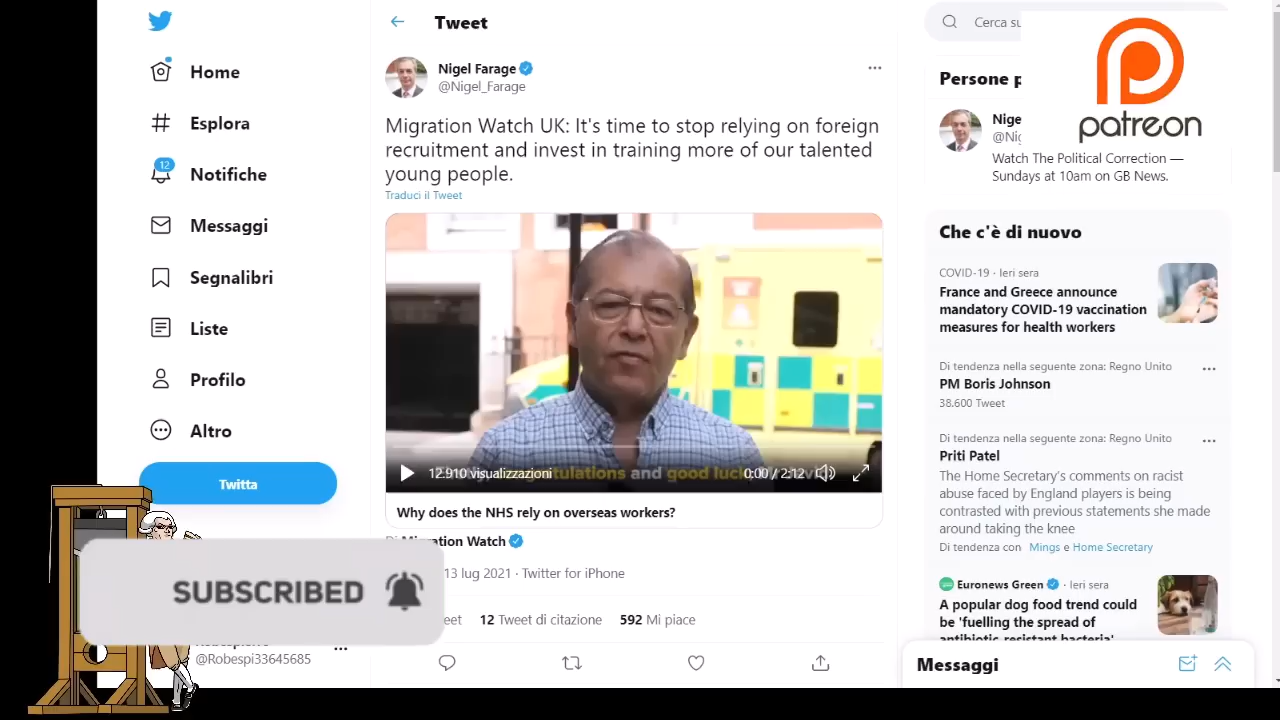 Tweet
Home
Esplora
12
Notifiche
Messaggi
Segnalibri
Liste
Profilo
Altro
Twitta
SUBSCRIBED
@Robespi33645685
Nigel Farage
@Nigel_Farage
Migration Watch UK: It's time to stop relying on foreign
recruitment and invest in training more of our talented
young people.
Traduci il Tweet
12.910 visualizzazioni
and good
0:00 / 2:12
Why does the NHS rely on overseas workers?
Migration Watch
13 lug 2021 · Twitter for iPhone
12 Tweet di citazione 592 Mi piace
Cerca su
patreon
Persone p
Nige
@Nig
Watch The Political Correction —
Sundays at 10am on GB News.
Che c'è di nuovo
COVID-19 · Ieri sera
France and Greece announce
mandatory COVID-19 vaccination
measures for health workers
Di tendenza nella seguente zona: Regno Unito
PM Boris Johnson
38.600 Tweet
Di tendenza nella seguente zona: Regno Unito
Priti Patel
The Home Secretary's comments on racist
abuse faced by England players is being
contrasted with previous statements she made
around taking the knee
Di tendenza con Mings e Home Secretary
Euronews Green · Ieri sera
A popular dog food trend could
be 'fuelling the spread of
antibiotic-resistant bacteria'
Messaggi